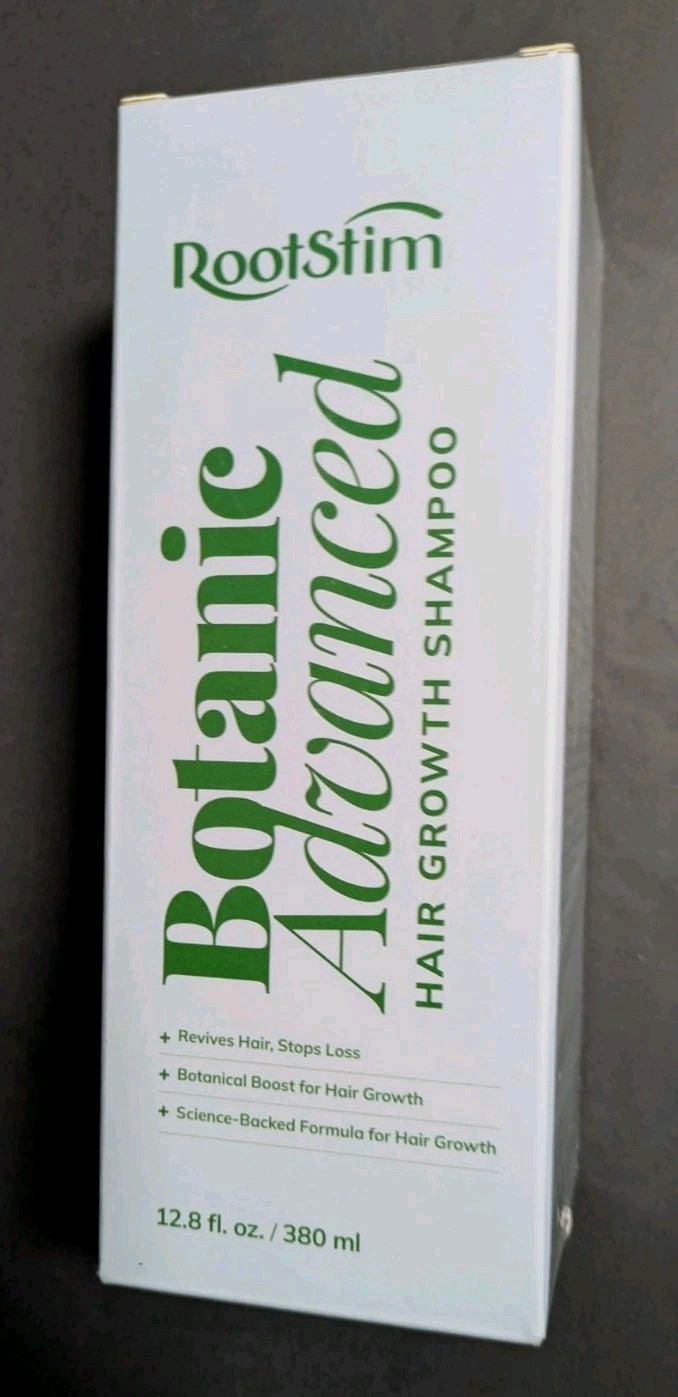 RootStim
Botanic
Advanced
HAIR GROWTH SHAMPOO
+ Revives Hair, Stops Loss
+ Botanical Boost for Hair Growth
+ Science-Backed Formula for Hair Growth
12.8 fl. oz. / 380 ml